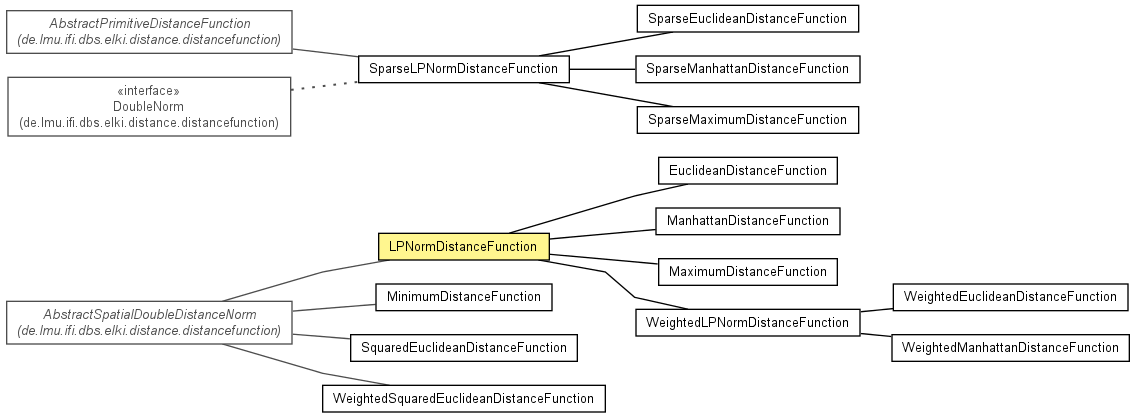 AbstractPrimitiveDistanceFunction
(de.lmu.ifi.dbs.elki.distance.distancefunction)
«interface»
DoubleNorm
(de.lmu.ifi.dbs.elki.distance.distancefunction)
SparseLPNormDistanceFunction
SparseEuclideanDistanceFunction
SparseManhattanDistanceFunction
SparseMaximumDistanceFunction
EuclideanDistanceFunction
ManhattanDistanceFunction
LPNormDistanceFunction
MaximumDistanceFunction
AbstractSpatialDoubleDistanceNorm
(de.lmu.ifi.dbs.elki.distance.distancefunction)
MinimumDistanceFunction
WeightedLPNormDistanceFunction
WeightedEuclideanDistanceFunction
WeightedManhattanDistanceFunction
SquaredEuclideanDistanceFunction
WeightedSquaredEuclideanDistanceFunction